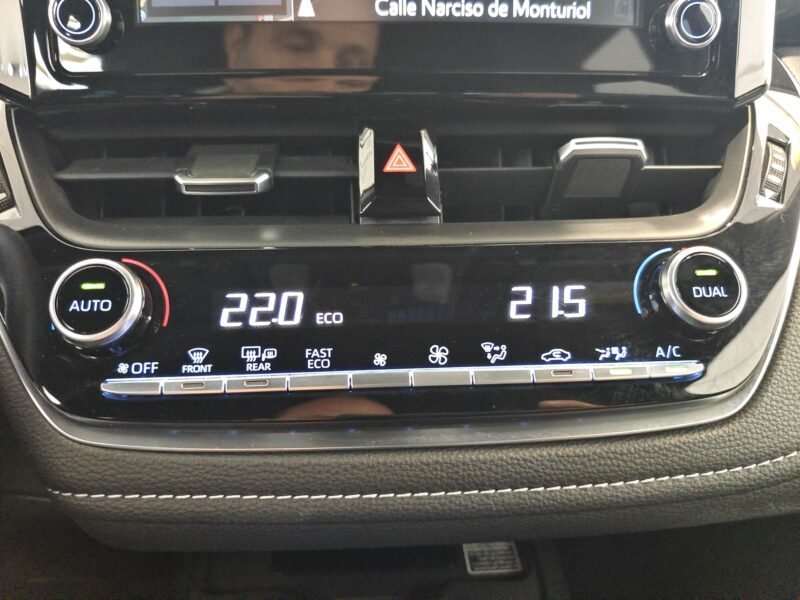 Calle Narciso de Monturiol
AUTO
22.0 ECO
21.5
DUAL
OFF
FRONT
REAR
FAST
ECO
A/C